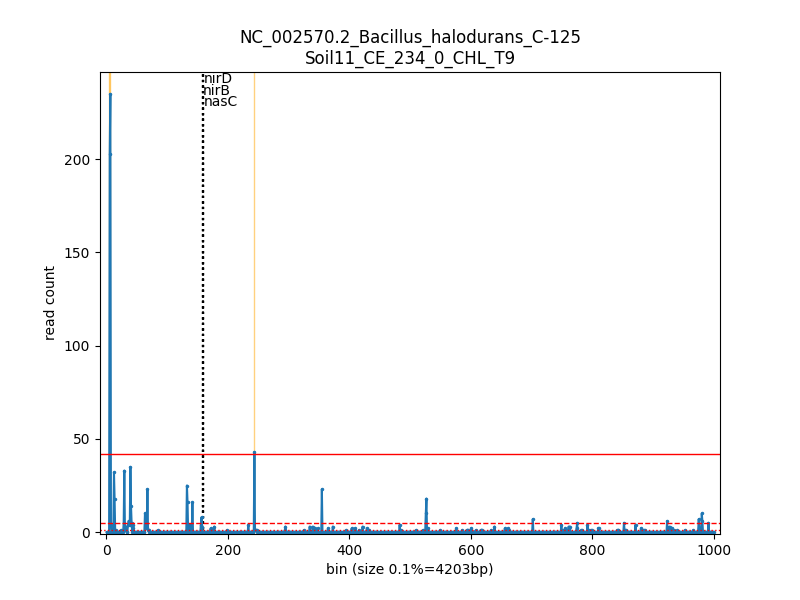 NC_002570.2_Bacillus_halodurans_C-125
Soil11_CE_234_0_CHL_T9
nirD
nirB
nasC
200
150
100
50
0
read count
0 200 400 600 800 1000
bin (size 0.1%=4203bp)